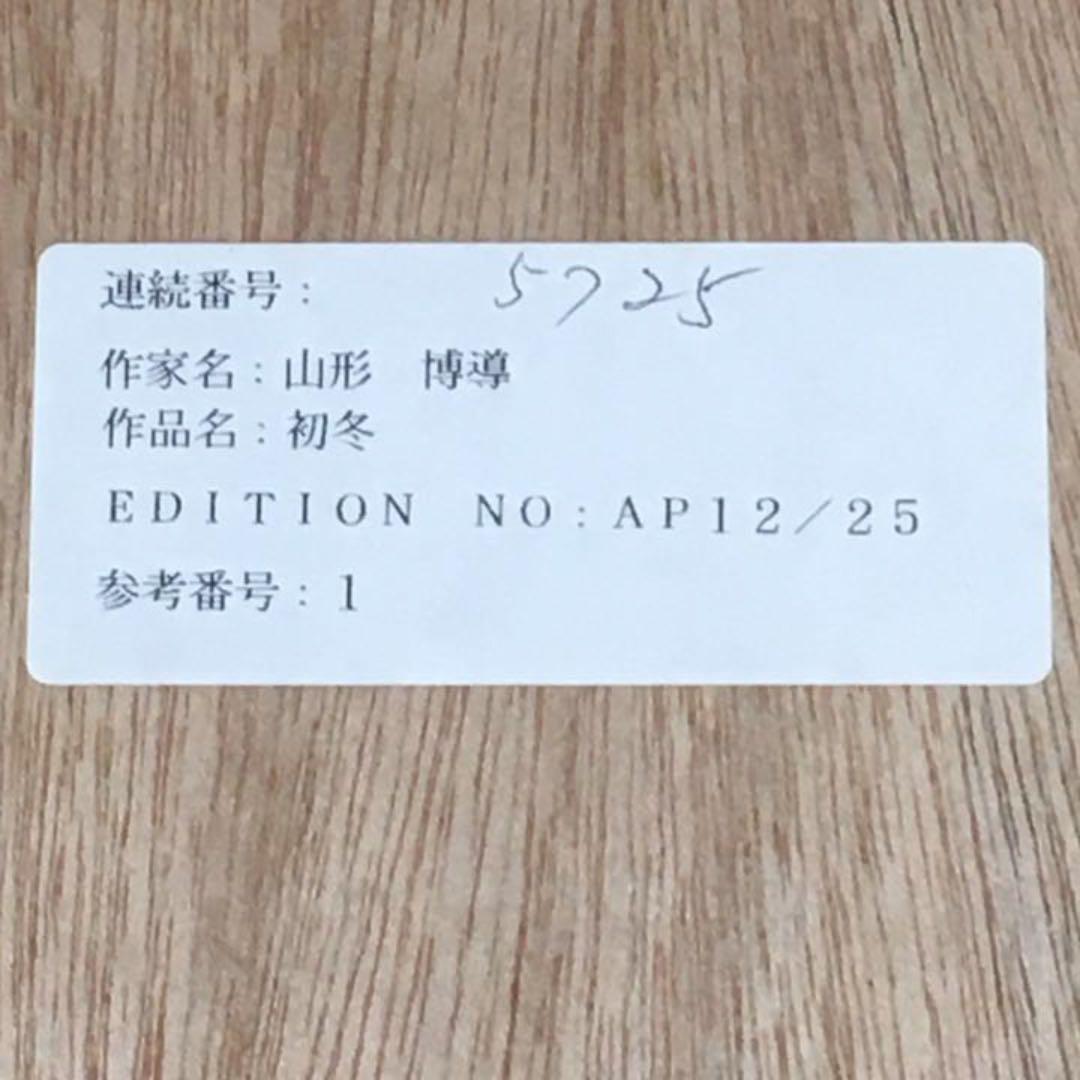 連続番号： 5725
作家名：山形　博導
作品名：初冬
ＥＤＩＴＩＯＮ　ＮＯ：ＡＰ１２／２５
参考番号：１